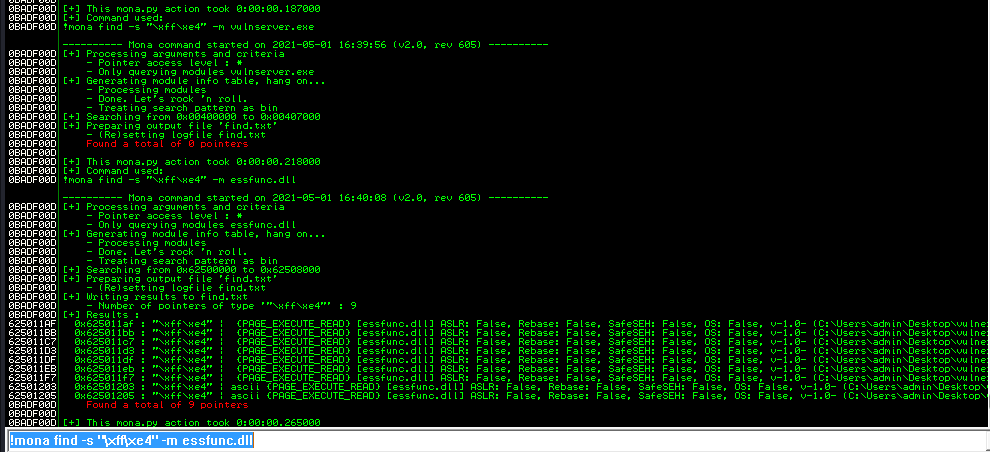 0BADF00D [+] This mona.py action took 0:00:00.187000
0BADF00D [+] Command used:
0BADF00D !mona find -s "\xff\xe4" -m vulnserver.exe
---------- Mona command started on 2021-05-01 16:39:56 (v2.0, rev 605) ----------
0BADF00D [+] Processing arguments and criteria
0BADF00D - Pointer access level : *
0BADF00D - Only querying modules vulnserver.exe
0BADF00D [+] Generating module info table, hang on...
0BADF00D - Processing modules
0BADF00D - Done. Let's rock 'n roll.
0BADF00D - Treating search pattern as bin
0BADF00D [+] Searching from 0x00400000 to 0x00407000
0BADF00D [+] Preparing output file 'find.txt'
0BADF00D - (Re)setting logfile find.txt
0BADF00D Found a total of 0 pointers
0BADF00D
0BADF00D [+] This mona.py action took 0:00:00.218000
0BADF00D [+] Command used:
0BADF00D !mona find -s "\xff\xe4" -m essfunc.dll
---------- Mona command started on 2021-05-01 16:40:08 (v2.0, rev 605) ----------
0BADF00D [+] Processing arguments and criteria
0BADF00D - Pointer access level : *
0BADF00D - Only querying modules essfunc.dll
0BADF00D [+] Generating module info table, hang on...
0BADF00D - Processing modules
0BADF00D - Done. Let's rock 'n roll.
0BADF00D - Treating search pattern as bin
0BADF00D [+] Searching from 0x62500000 to 0x62508000
0BADF00D [+] Preparing output file 'find.txt'
0BADF00D - (Re)setting logfile find.txt
0BADF00D [+] Writing results to find.txt
0BADF00D - Number of pointers of type '"\xff\xe4"' : 9
0BADF00D [+] Results :
625011AF 0x625011af : "\xff\xe4" | {PAGE_EXECUTE_READ} [essfunc.dll] ASLR: False, Rebase: False, SafeSEH: False, OS: False, v-1.0- (C:\Users\admin\Desktop\vulne
625011BB 0x625011bb : "\xff\xe4" | {PAGE_EXECUTE_READ} [essfunc.dll] ASLR: False, Rebase: False, SafeSEH: False, OS: False, v-1.0- (C:\Users\admin\Desktop\vulne
625011C7 0x625011c7 : "\xff\xe4" | {PAGE_EXECUTE_READ} [essfunc.dll] ASLR: False, Rebase: False, SafeSEH: False, OS: False, v-1.0- (C:\Users\admin\Desktop\vulne
625011D3 0x625011d3 : "\xff\xe4" | {PAGE_EXECUTE_READ} [essfunc.dll] ASLR: False, Rebase: False, SafeSEH: False, OS: False, v-1.0- (C:\Users\admin\Desktop\vulne
625011DF 0x625011df : "\xff\xe4" | {PAGE_EXECUTE_READ} [essfunc.dll] ASLR: False, Rebase: False, SafeSEH: False, OS: False, v-1.0- (C:\Users\admin\Desktop\vulne
625011EB 0x625011eb : "\xff\xe4" | {PAGE_EXECUTE_READ} [essfunc.dll] ASLR: False, Rebase: False, SafeSEH: False, OS: False, v-1.0- (C:\Users\admin\Desktop\vulne
625011F7 0x625011f7 : "\xff\xe4" | {PAGE_EXECUTE_READ} [essfunc.dll] ASLR: False, Rebase: False, SafeSEH: False, OS: False, v-1.0- (C:\Users\admin\Desktop\vulne
62501203 0x62501203 : "\xff\xe4" | ascii {PAGE_EXECUTE_READ} [essfunc.dll] ASLR: False, Rebase: False, SafeSEH: False, OS: False, v-1.0- (C:\Users\admin\Desktop
62501205 0x62501205 : "\xff\xe4" | ascii {PAGE_EXECUTE_READ} [essfunc.dll] ASLR: False, Rebase: False, SafeSEH: False, OS: False, v-1.0- (C:\Users\admin\Desktop\
0BADF00D Found a total of 9 pointers
0BADF00D
0BADF00D [+] This mona.py action took 0:00:00.265000
!mona find -s "\xff\xe4" -m essfunc.dll